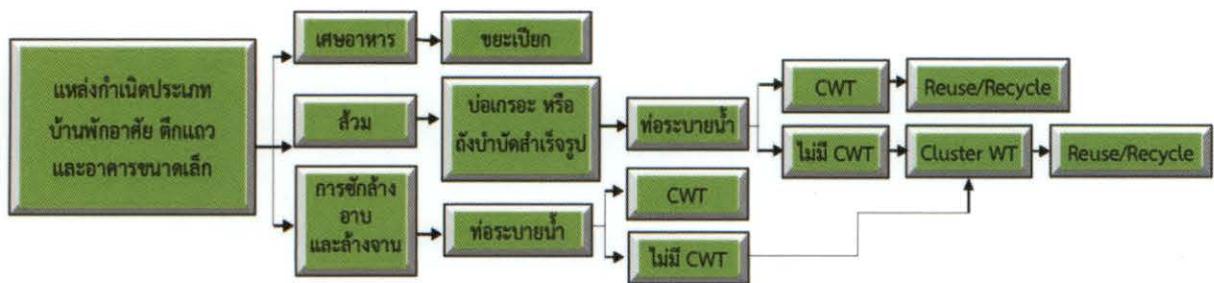 แหล่งกำเนิดประเภท
บ้านพักอาศัย ตึกแถว
และอาคารขนาดเล็ก
เศษอาหาร
ขยะเปียก
ส้วม
บ่อเกรอะ หรือ
ถังบำบัดสำเร็จรูป
ท่อระบายน้ำ
CWT
Reuse/Recycle
ไม่มี CWT
Cluster WT
Reuse/Recycle
การซักล้าง
อาบ
และล้างจาน
ท่อระบายน้ำ
CWT
ไม่มี CWT